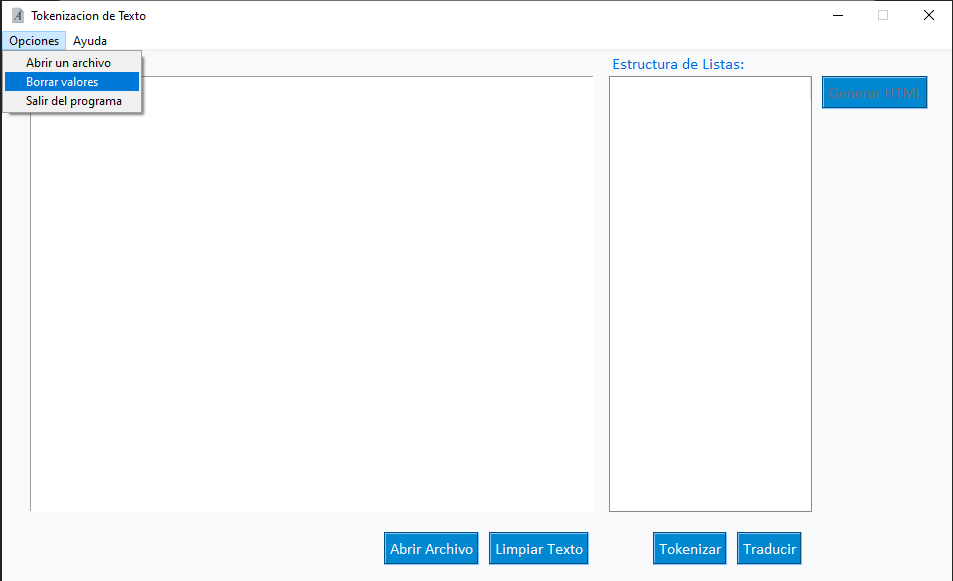 Tokenizacion de Texto
Opciones Ayuda
Abrir un archivo
Borrar valores
Salir del programa
Estructura de Listas:
Generar HTML
Abrir Archivo Limpiar Texto Tokenizar Traducir